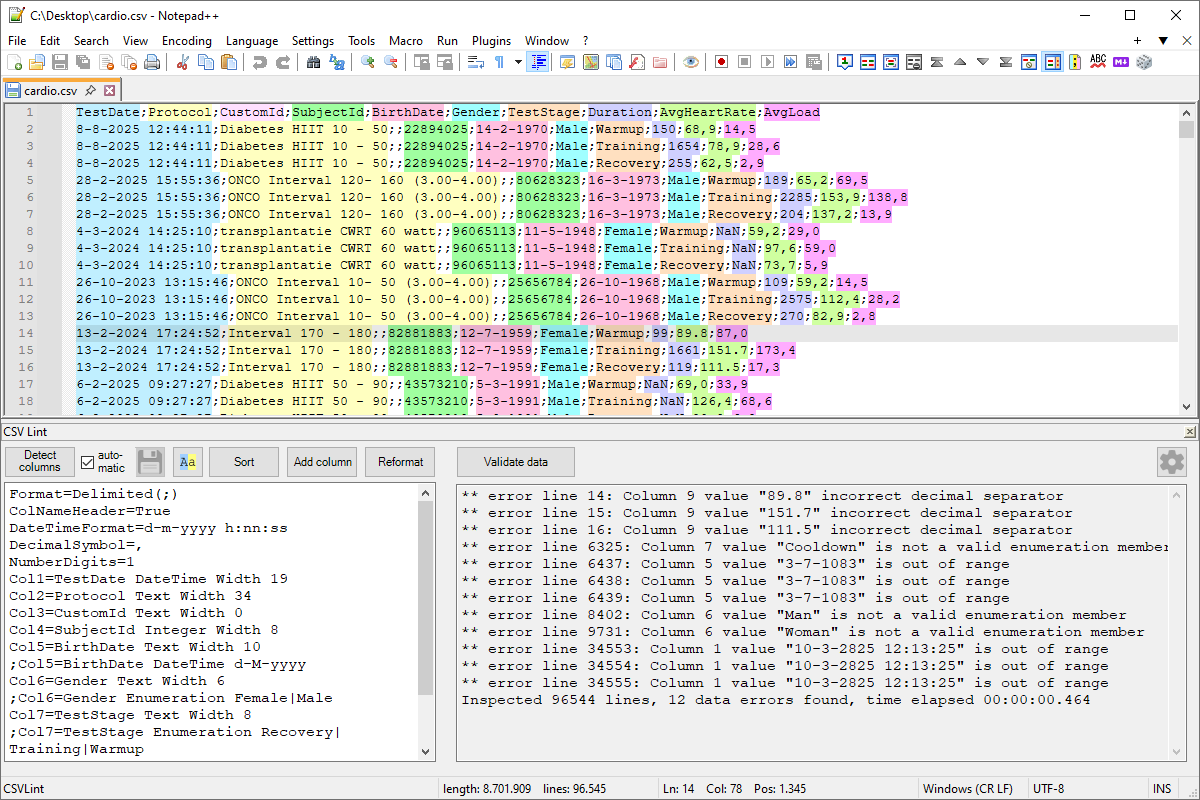 C:\Desktop\cardio.csv - Notepad++
File Edit Search View Encoding Language Settings Tools Macro Run Plugins Window ?
cardio.csv
1 TestDate;Protocol;CustomId;SubjectId;BirthDate;Gender;TestStage;Duration;AvgHeartRate;AvgLoad
2 8-8-2025 12:44:11;Diabetes HIIT 10 - 50;;22894025;14-2-1970;Male;Warmup;150;68,9;14,5
3 8-8-2025 12:44:11;Diabetes HIIT 10 - 50;;22894025;14-2-1970;Male;Training;1654;78,9;28,6
4 8-8-2025 12:44:11;Diabetes HIIT 10 - 50;;22894025;14-2-1970;Male;Recovery;255;62,5;2,9
5 28-2-2025 15:55:36;ONCO Interval 120- 160 (3.00-4.00);;80628323;16-3-1973;Male;Warmup;189;65,2;69,5
6 28-2-2025 15:55:36;ONCO Interval 120- 160 (3.00-4.00);;80628323;16-3-1973;Male;Training;2285;153,9;138,8
7 28-2-2025 15:55:36;ONCO Interval 120- 160 (3.00-4.00);;80628323;16-3-1973;Male;Recovery;204;137,2;13,9
8 4-3-2024 14:25:10;transplantatie CWRT 60 watt;;96065113;11-5-1948;Female;Warmup;NaN;59,2;29,0
9 4-3-2024 14:25:10;transplantatie CWRT 60 watt;;96065113;11-5-1948;Female;Training;NaN;97,6;59,0
10 4-3-2024 14:25:10;transplantatie CWRT 60 watt;;96065113;11-5-1948;Female;Recovery;NaN;73,7;5,9
11 26-10-2023 13:15:46;ONCO Interval 10- 50 (3.00-4.00);;25656784;26-10-1968;Male;Warmup;109;59,2;14,5
12 26-10-2023 13:15:46;ONCO Interval 10- 50 (3.00-4.00);;25656784;26-10-1968;Male;Training;2575;112,4;28,2
13 26-10-2023 13:15:46;ONCO Interval 10- 50 (3.00-4.00);;25656784;26-10-1968;Male;Recovery;270;82,9;2,8
14 13-2-2024 17:24:52;Interval 170 - 180;;82881883;12-7-1959;Female;Warmup;99;89.8;87,0
15 13-2-2024 17:24:52;Interval 170 - 180;;82881883;12-7-1959;Female;Training;1661;151.7;173,4
16 13-2-2024 17:24:52;Interval 170 - 180;;82881883;12-7-1959;Female;Recovery;119;111.5;17,3
17 6-2-2025 09:27:27;Diabetes HIIT 50 - 90;;43573210;5-3-1991;Male;Warmup;NaN;69,0;33,9
18 6-2-2025 09:27:27;Diabetes HIIT 50 - 90;;43573210;5-3-1991;Male;Training;NaN;126,4;68,6
CSV Lint
Detect columns
auto-matic
Aa
Sort
Add column
Reformat
Validate data
Format=Delimited(;)
ColNameHeader=True
DateTimeFormat=d-m-yyyy h:nn:ss
DecimalSymbol=,
NumberDigits=1
Col1=TestDate DateTime Width 19
Col2=Protocol Text Width 34
Col3=CustomId Text Width 0
Col4=SubjectId Integer Width 8
Col5=BirthDate Text Width 10
;Col5=BirthDate DateTime d-M-yyyy
Col6=Gender Text Width 6
;Col6=Gender Enumeration Female|Male
Col7=TestStage Text Width 8
;Col7=TestStage Enumeration Recovery|
Training|Warmup
** error line 14: Column 9 value "89.8" incorrect decimal separator
** error line 15: Column 9 value "151.7" incorrect decimal separator
** error line 16: Column 9 value "111.5" incorrect decimal separator
** error line 6325: Column 7 value "Cooldown" is not a valid enumeration member
** error line 6437: Column 5 value "3-7-1083" is out of range
** error line 6438: Column 5 value "3-7-1083" is out of range
** error line 6439: Column 5 value "3-7-1083" is out of range
** error line 8402: Column 6 value "Man" is not a valid enumeration member
** error line 9731: Column 6 value "Woman" is not a valid enumeration member
** error line 34553: Column 1 value "10-3-2825 12:13:25" is out of range
** error line 34554: Column 1 value "10-3-2825 12:13:25" is out of range
** error line 34555: Column 1 value "10-3-2825 12:13:25" is out of range
Inspected 96544 lines, 12 data errors found, time elapsed 00:00:00.464
CSVLint length: 8.701.909 lines: 96.545 Ln: 14 Col: 78 Pos: 1.345 Windows (CR LF) UTF-8 INS